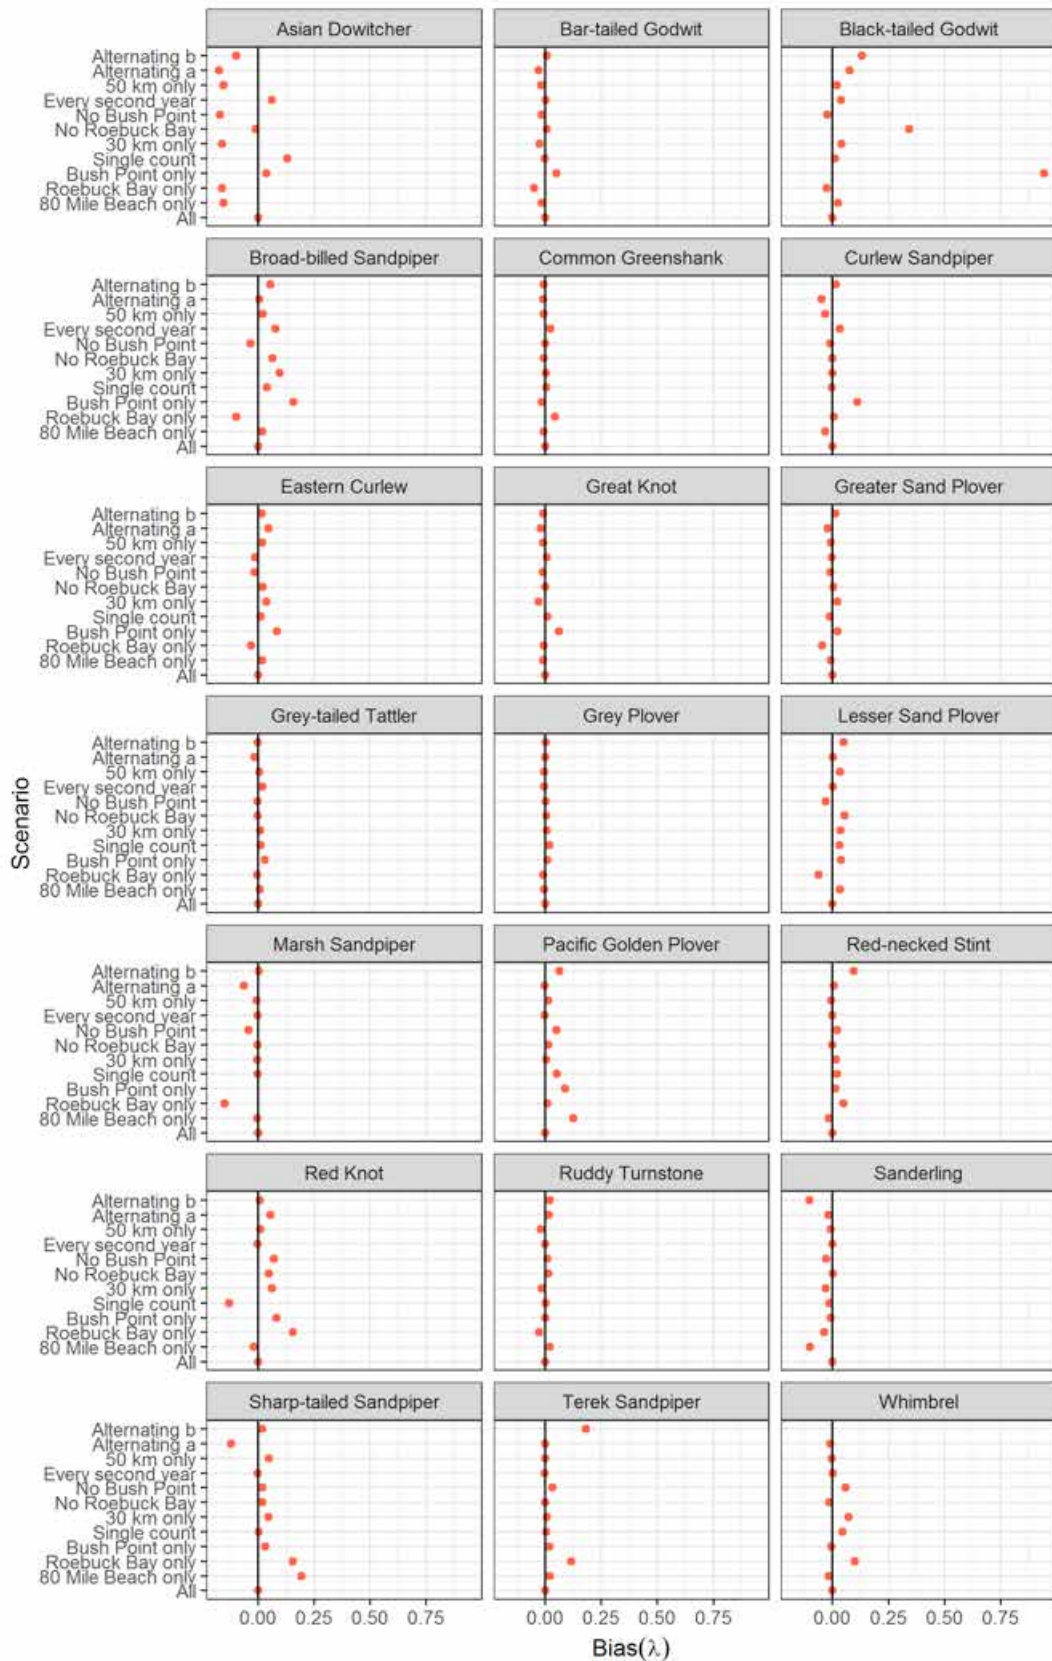 Asian Dowitcher Bar-tailed Godwit Black-tailed Godwit
Alternating b
Alternating a
50 km only
Every second year
No Bush Point
No Roebuck Bay
30 km only
Single count
Bush Point only
Roebuck Bay only
80 Mile Beach only
All
Broad-billed Sandpiper Common Greenshank Curlew Sandpiper
Alternating b
Alternating a
50 km only
Every second year
No Bush Point
No Roebuck Bay
30 km only
Single count
Bush Point only
Roebuck Bay only
80 Mile Beach only
All
Eastern Curlew Great Knot Greater Sand Plover
Alternating b
Alternating a
50 km only
Every second year
No Bush Point
No Roebuck Bay
30 km only
Single count
Bush Point only
Roebuck Bay only
80 Mile Beach only
All
Grey-tailed Tattler Grey Plover Lesser Sand Plover
Alternating b
Alternating a
50 km only
Every second year
No Bush Point
No Roebuck Bay
30 km only
Single count
Bush Point only
Roebuck Bay only
80 Mile Beach only
All
Scenario
Marsh Sandpiper Pacific Golden Plover Red-necked Stint
Alternating b
Alternating a
50 km only
Every second year
No Bush Point
No Roebuck Bay
30 km only
Single count
Bush Point only
Roebuck Bay only
80 Mile Beach only
All
Red Knot Ruddy Turnstone Sanderling
Alternating b
Alternating a
50 km only
Every second year
No Bush Point
No Roebuck Bay
30 km only
Single count
Bush Point only
Roebuck Bay only
80 Mile Beach only
All
Sharp-tailed Sandpiper Terek Sandpiper Whimbrel
Alternating b
Alternating a
50 km only
Every second year
No Bush Point
No Roebuck Bay
30 km only
Single count
Bush Point only
Roebuck Bay only
80 Mile Beach only
All
0.00 0.25 0.50 0.75 0.00 0.25 0.50 0.75 0.00 0.25 0.50 0.75
Bias(λ)